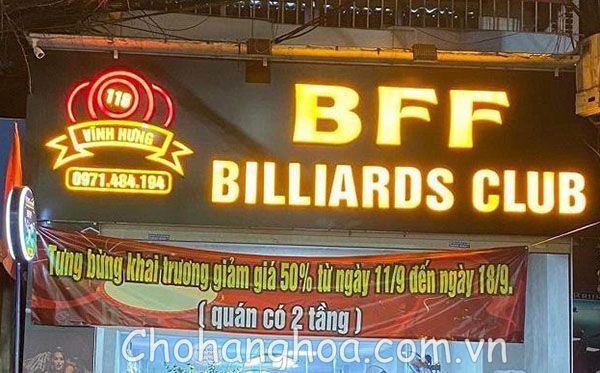 116
VĨNH HƯNG
0971.484.194
BFF
BILLIARDS CLUB
Tưng bừng khai trương giảm giá 50% từ ngày 11/9 đến ngày 18/9.
( quán có 2 tầng )
Chohanghoa.com.vn